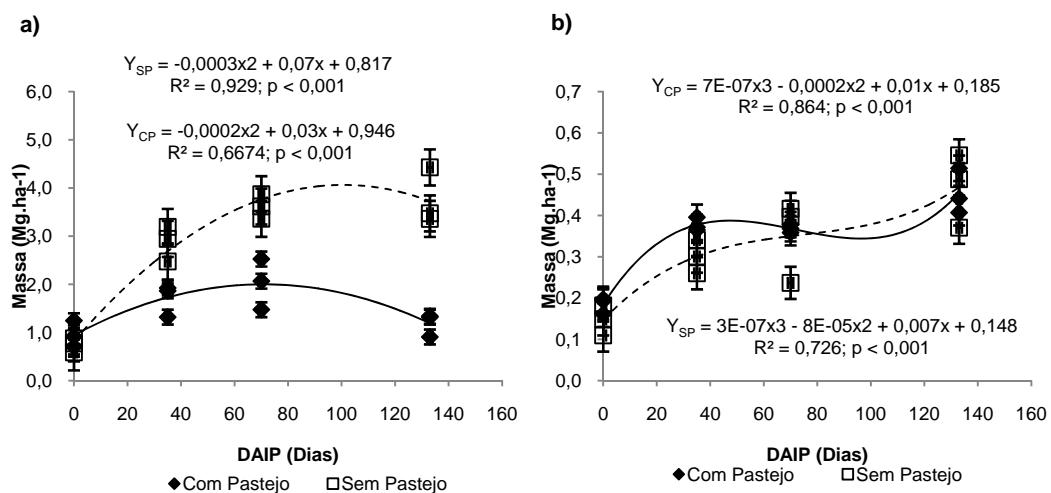 a)
Y_SP = -0,0003x2 + 0,07x + 0,817
R² = 0,929; p < 0,001
Y_CP = -0,0002x2 + 0,03x + 0,946
R² = 0,6674; p < 0,001
Massa (Mg.ha-1)
6,0
5,0
4,0
3,0
2,0
1,0
0,0
0 20 40 60 80 100 120 140 160
DAIP (Dias)
Com Pastejo Sem Pastejo
b)
Y_CP = 7E-07x3 - 0,0002x2 + 0,01x + 0,185
R² = 0,864; p < 0,001
Massa (Mg.ha-1)
0,7
0,6
0,5
0,4
0,3
0,2
0,1
0,0
Y_SP = 3E-07x3 - 8E-05x2 + 0,007x + 0,148
R² = 0,726; p < 0,001
0 20 40 60 80 100 120 140 160
DAIP (Dias)
Com Pastejo Sem Pastejo